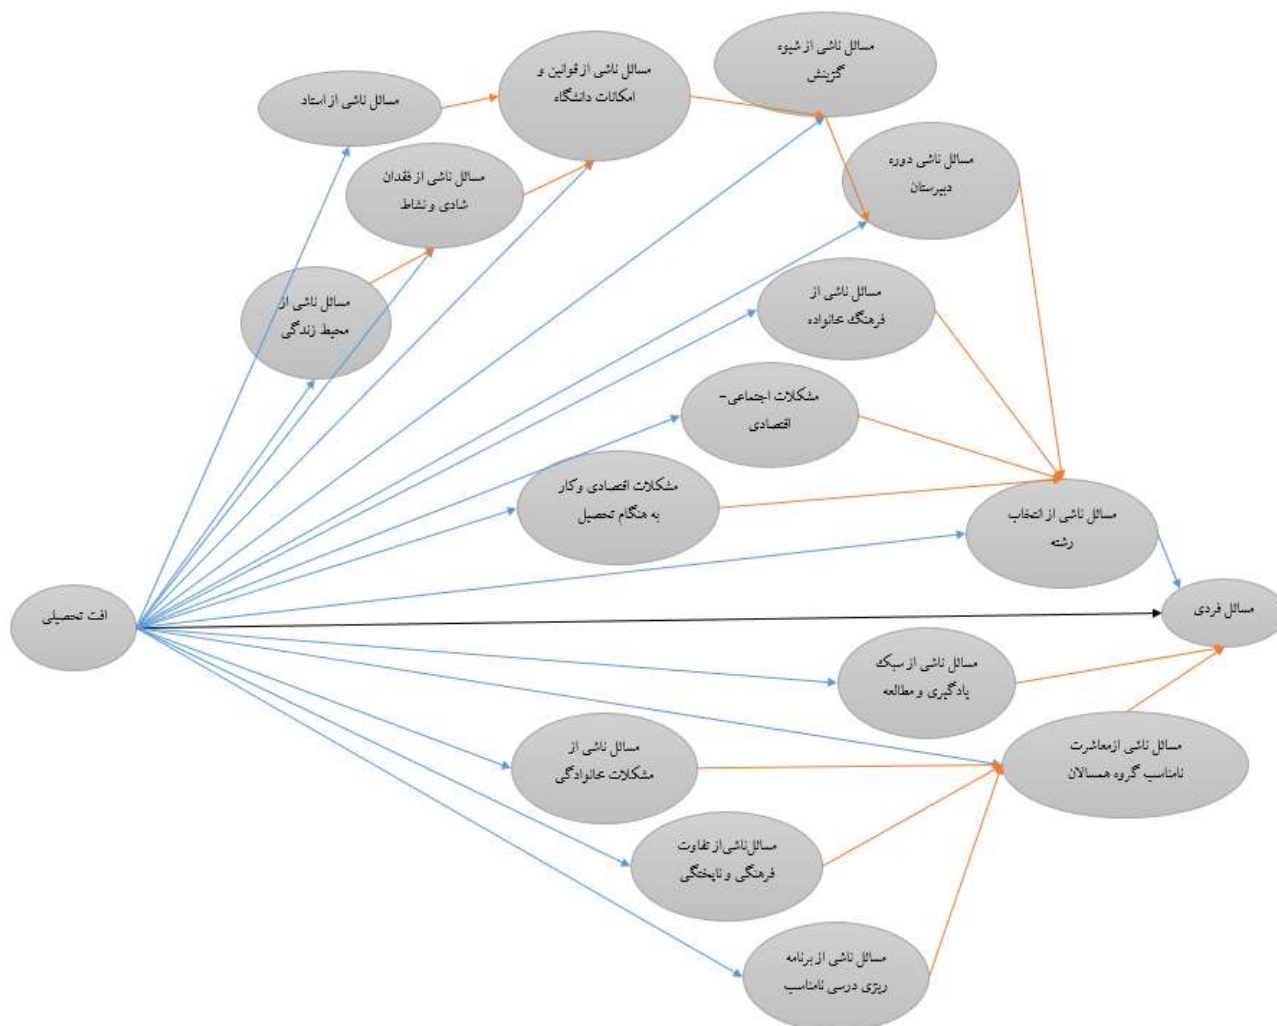 مسائل ناشی از شیوه
گزینش
مسائل ناشی از قوانین و
امکانات دانشگاه
مسائل ناشی از استاد
مسائل ناشی دوره
دبیرستان
مسائل ناشی از فقدان
شادی و نشاط
مسائل ناشی از
محیط زندگی
مسائل ناشی از
فرهنگ خانواده
مشکلات اجتماعی-
اقتصادی
مشکلات اقتصادی وکار
به هنگام تحصیل
مسائل ناشی از انتخاب
رشته
مسائل فردی
افت تحصیلی
مسائل ناشی از سبک
یادگیری و مطالعه
مسائل ناشی ازمعاشرت
نامناسب گروه همسالان
مسائل ناشی از
مشکلات خانوادگی
مسائل ناشی از تفاوت
فرهنگی و ناپختگی
مسائل ناشی از برنامه
ریزی درسی نامناسب